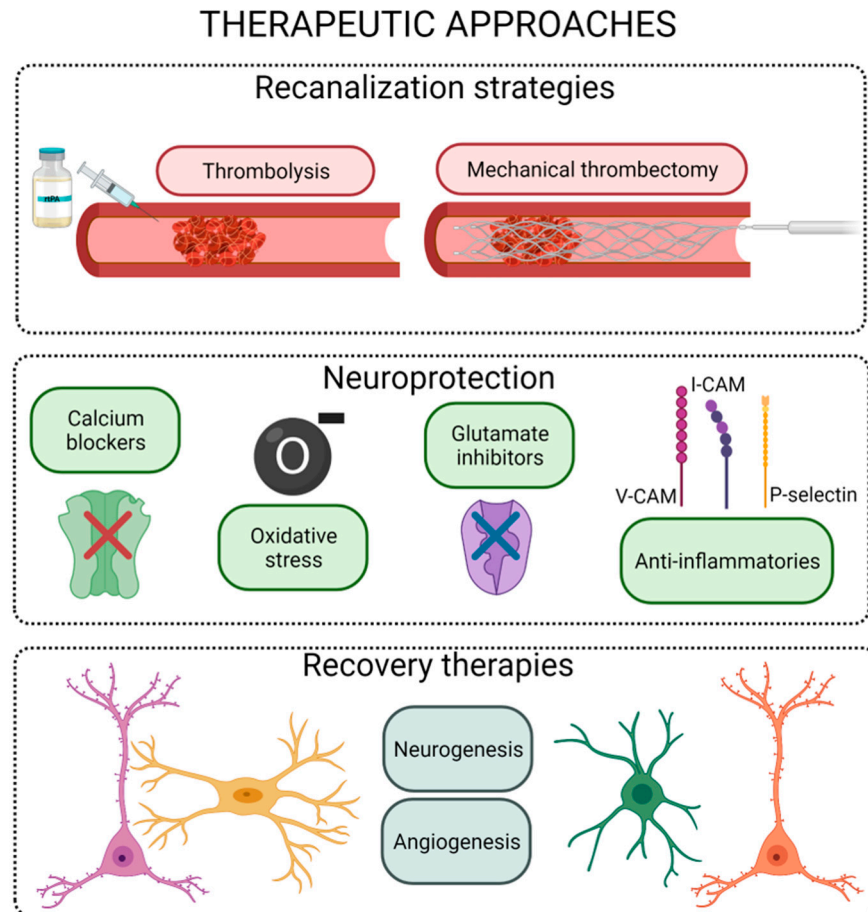 THERAPEUTIC APPROACHES
Recanalization strategies
rtPA
Thrombolysis
Mechanical thrombectomy
Neuroprotection
Calcium
blockers
O
Oxidative
stress
Glutamate
inhibitors
I-CAM
V-CAM
P-selectin
Anti-inflammatories
Recovery therapies
Neurogenesis
Angiogenesis